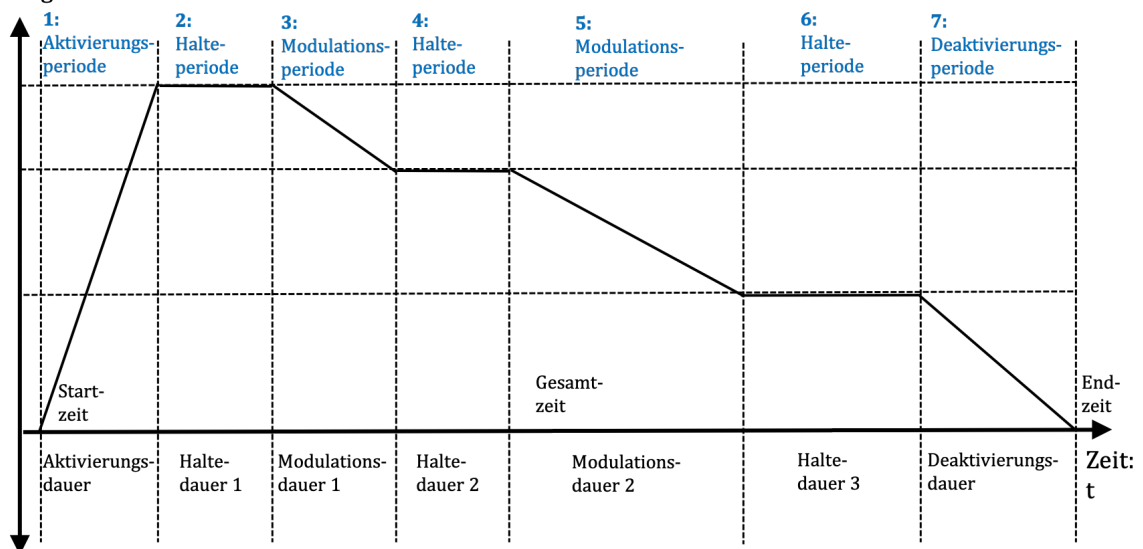 1:
Aktivierungs-
periode
2:
Halte-
periode
3:
Modulations-
periode
4:
Halte-
periode
5:
Modulations-
periode
6:
Halte-
periode
7:
Deaktivierungs-
periode
Start-
zeit
Gesamt-
zeit
End-
zeit
Aktivierungs-
dauer
Halte-
dauer 1
Modulations-
dauer 1
Halte-
dauer 2
Modulations-
dauer 2
Halte-
dauer 3
Deaktivierungs-
dauer
Zeit:
t